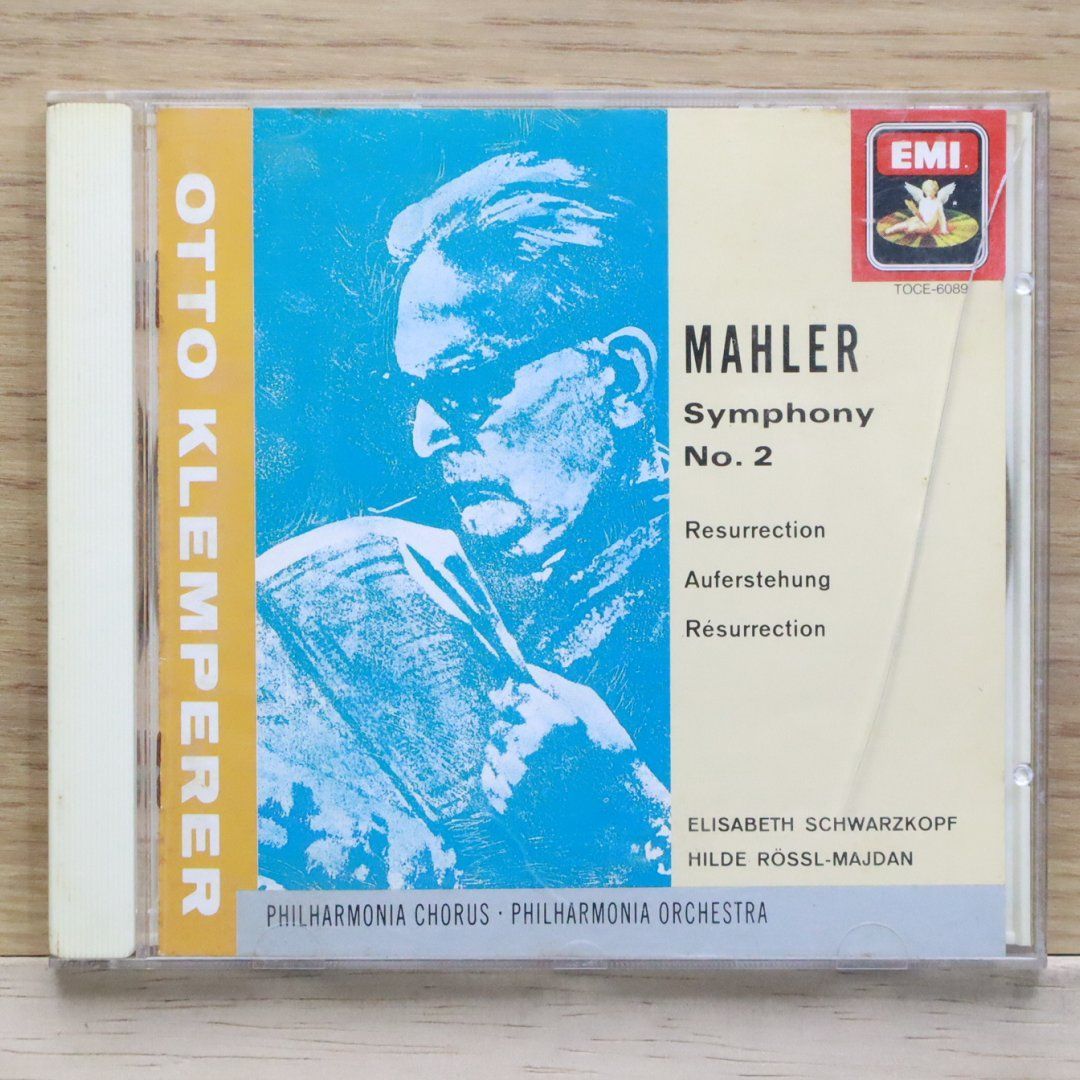 OTTO KLEMPERER
EMI
TOCE-6089
MAHLER
Symphony
No. 2
Resurrection
Auferstehung
Résurrection
ELISABETH SCHWARZKOPF
HILDE RÖSSL-MAJDAN
PHILHARMONIA CHORUS · PHILHARMONIA ORCHESTRA